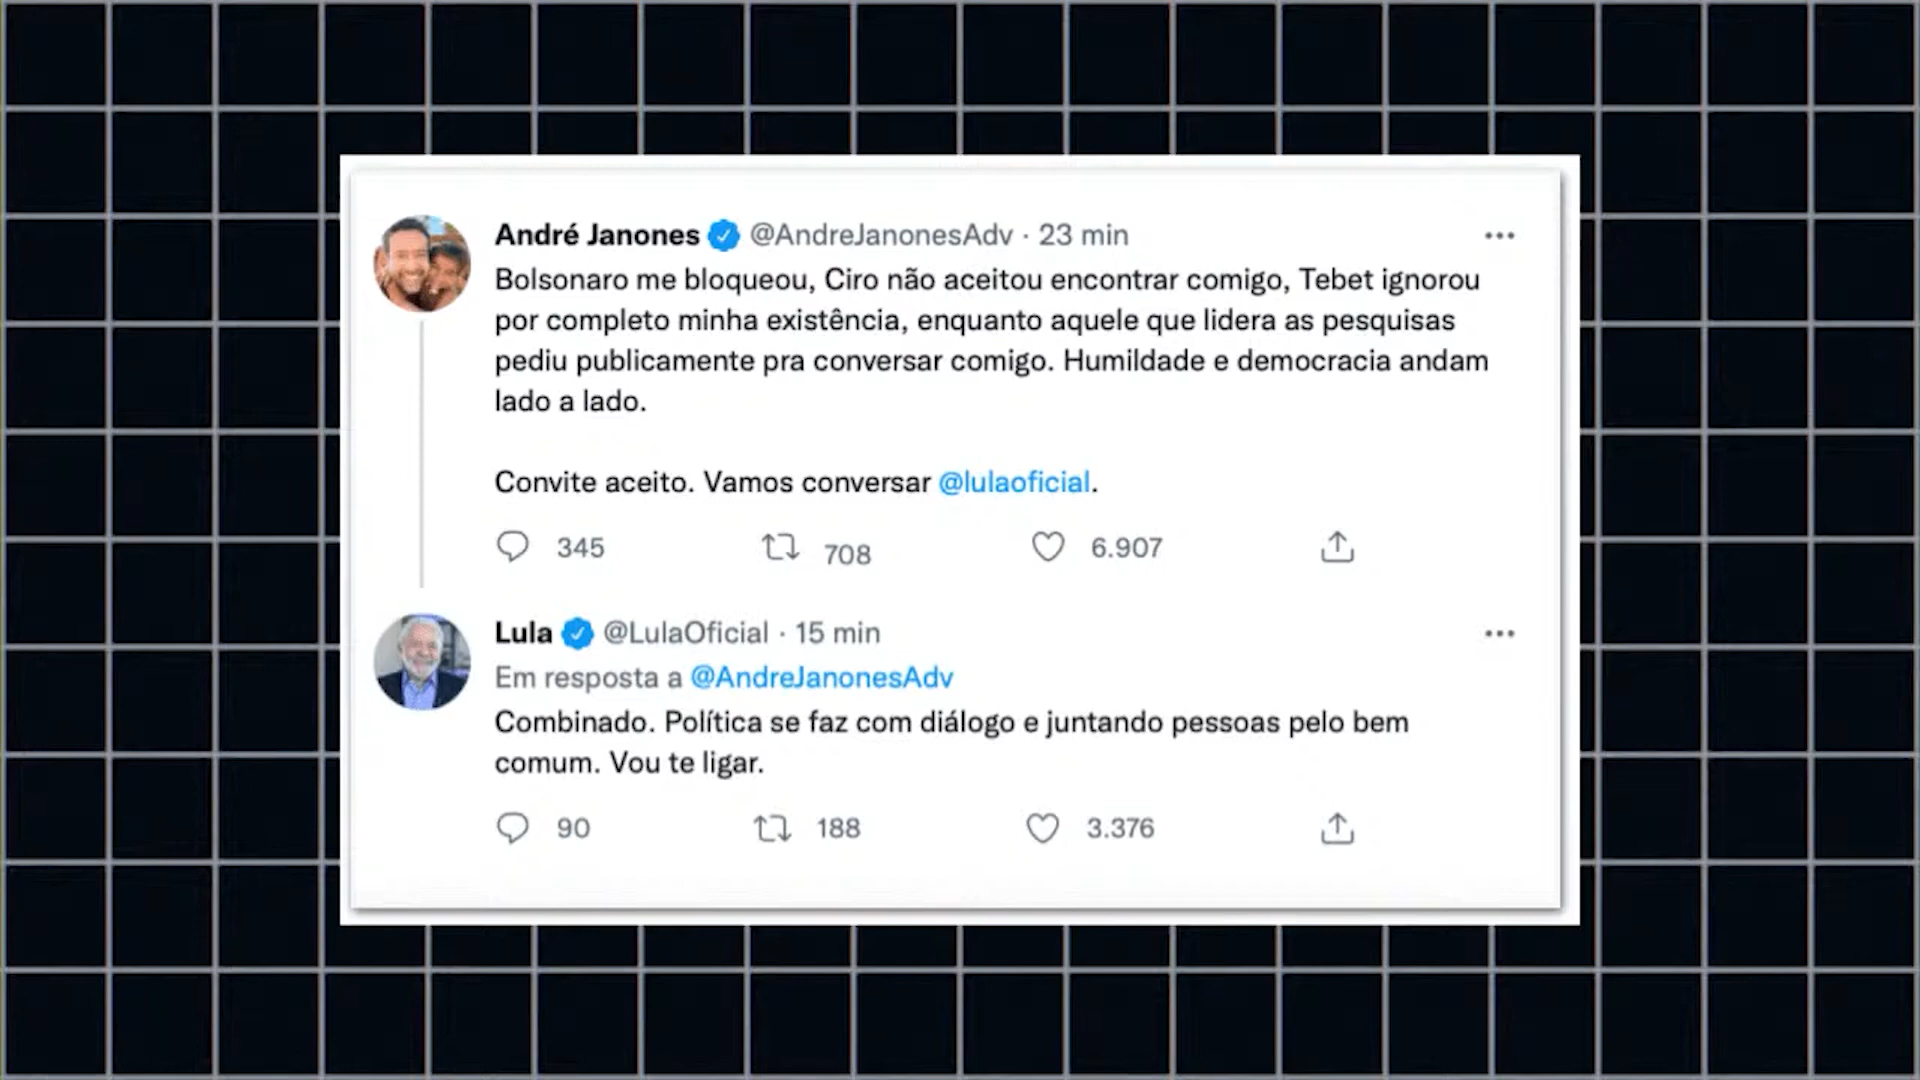 André Janones @AndreJanonesAdv · 23 min
Bolsonaro me bloqueou, Ciro não aceitou encontrar comigo, Tebet ignorou
por completo minha existência, enquanto aquele que lidera as pesquisas
pediu publicamente pra conversar comigo. Humildade e democracia andam
lado a lado.
Convite aceito. Vamos conversar @lulaoficial.
345 708 6.907
Lula @LulaOficial · 15 min
Em resposta a @AndreJanonesAdv
Combinado. Política se faz com diálogo e juntando pessoas pelo bem
comum. Vou te ligar.
90 188 3.376